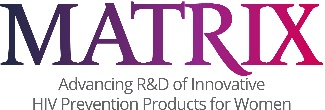 MATRIX
Advancing R&D of Innovative
HIV Prevention Products for Women